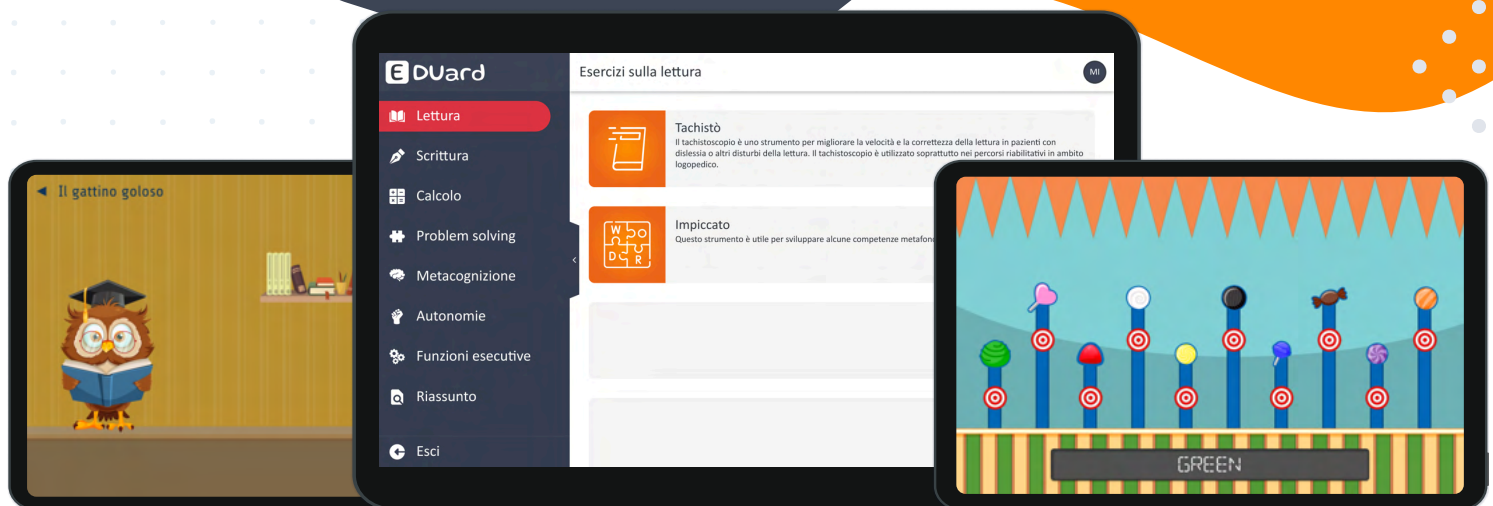 Il gattino goloso
EDUard
Lettura
Scrittura
Calcolo
Problem solving
Metacognizione
Autonomie
Funzioni esecutive
Riassunto
Esci
Esercizi sulla lettura
MI
Tachistò
Il tachistoscopio è uno strumento per migliorare la velocità e la correttezza della lettura in pazienti con
dislessia o altri disturbi della lettura. Il tachistoscopio è utilizzato soprattutto nei percorsi riabilitativi in ambito
logopedico.
W O
D R
Impiccato
Questo strumento è utile per sviluppare alcune competenze metafon
GREEN